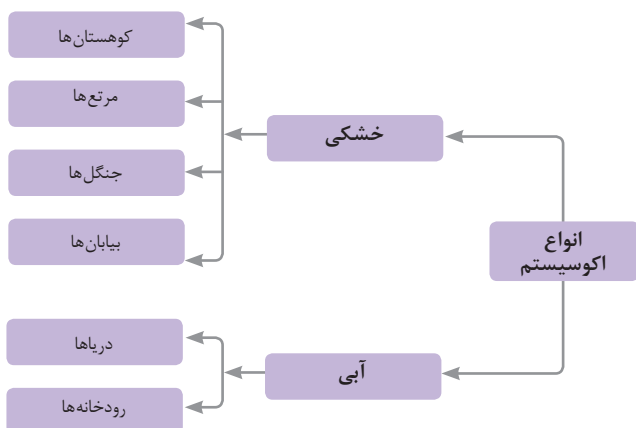 انواع
اکوسیستم
خشکی
کوهستان‌ها
مرتع‌ها
جنگل‌ها
بیابان‌ها
آبی
دریاها
رودخانه‌ها